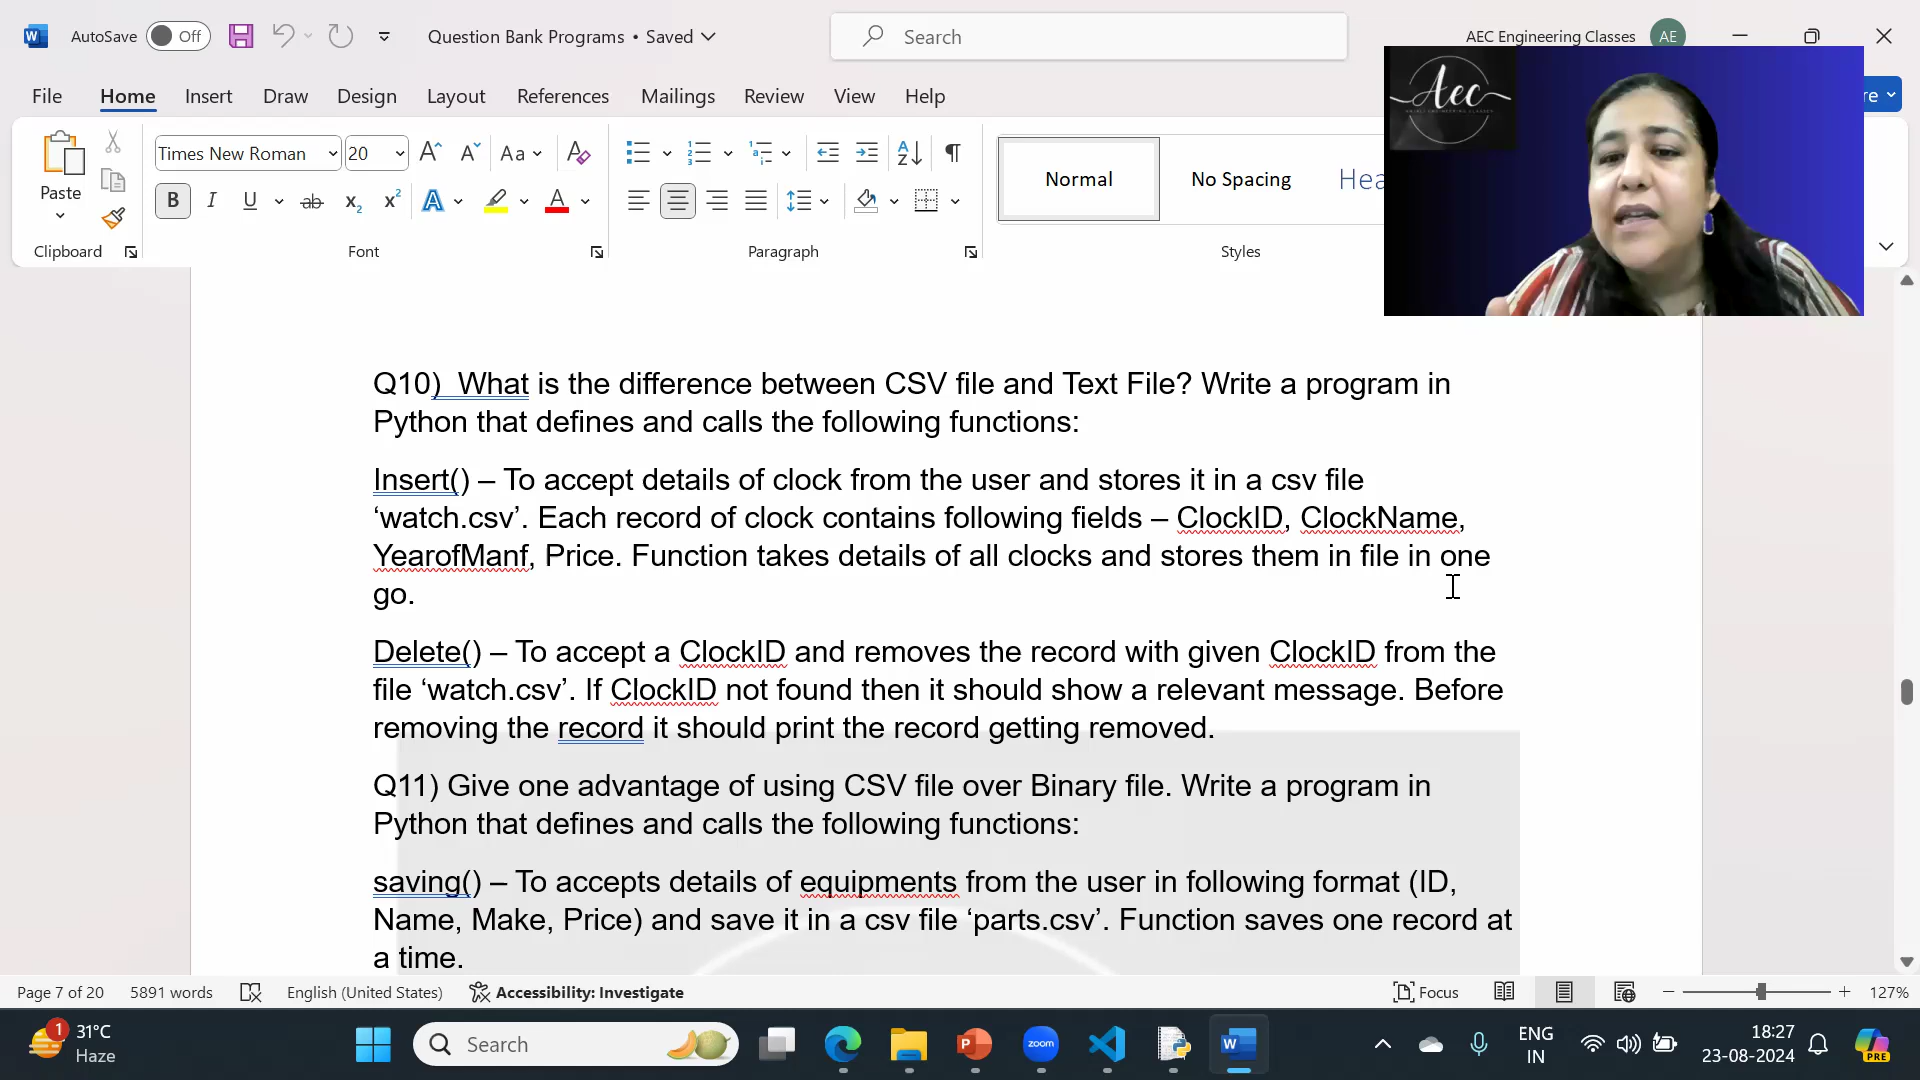 AutoSave Off Question Bank Programs • Saved Search AEC Engineering Classes AE
File Home Insert Draw Design Layout References Mailings Review View Help re
Aec
Paste
Times New Roman 20 Aa
B I U ab x2 x2 A A
Normal No Spacing Hea
Clipboard Font Paragraph Styles
Q10) What is the difference between CSV file and Text File? Write a program in
Python that defines and calls the following functions:
Insert() – To accept details of clock from the user and stores it in a csv file
‘watch.csv’. Each record of clock contains following fields – ClockID, ClockName,
YearofManf, Price. Function takes details of all clocks and stores them in file in one
go.
Delete() – To accept a ClockID and removes the record with given ClockID from the
file ‘watch.csv’. If ClockID not found then it should show a relevant message. Before
removing the record it should print the record getting removed.
Q11) Give one advantage of using CSV file over Binary file. Write a program in
Python that defines and calls the following functions:
saving() – To accepts details of equipments from the user in following format (ID,
Name, Make, Price) and save it in a csv file ‘parts.csv’. Function saves one record at
a time.
Page 7 of 20 5891 words English (United States) Accessibility: Investigate Focus 127%
1 31°C
Haze
Search
zoom
ENG
IN
18:27
23-08-2024
PRE